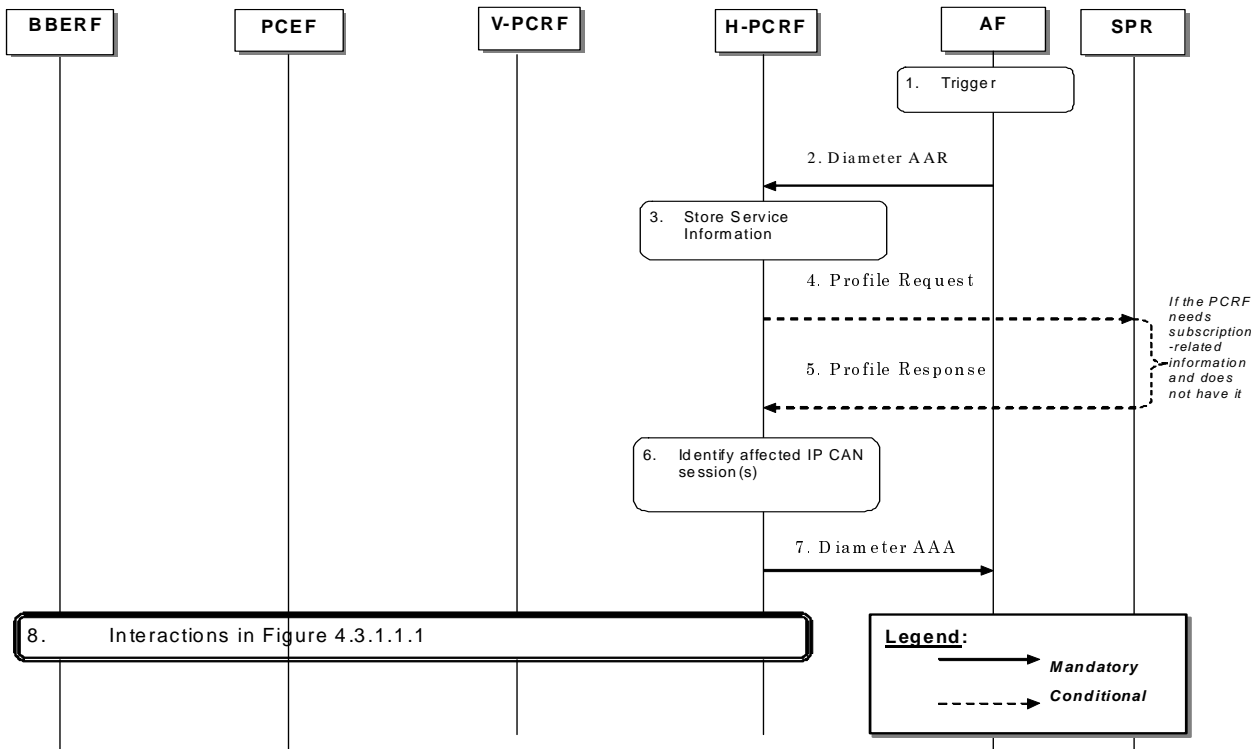 BBERF
PCEF
V-PCRF
H-PCRF
AF
SPR
1. Trigger
2. Diameter AAR
3. Store Service
Information
4. Profile Request
If the PCRF
needs
subscription
-related
information
and does
not have it
5. Profile Response
6. Identify affected IP CAN
session(s)
7. Diameter AAA
8. Interactions in Figure 4.3.1.1.1
Legend:
Mandatory
Conditional